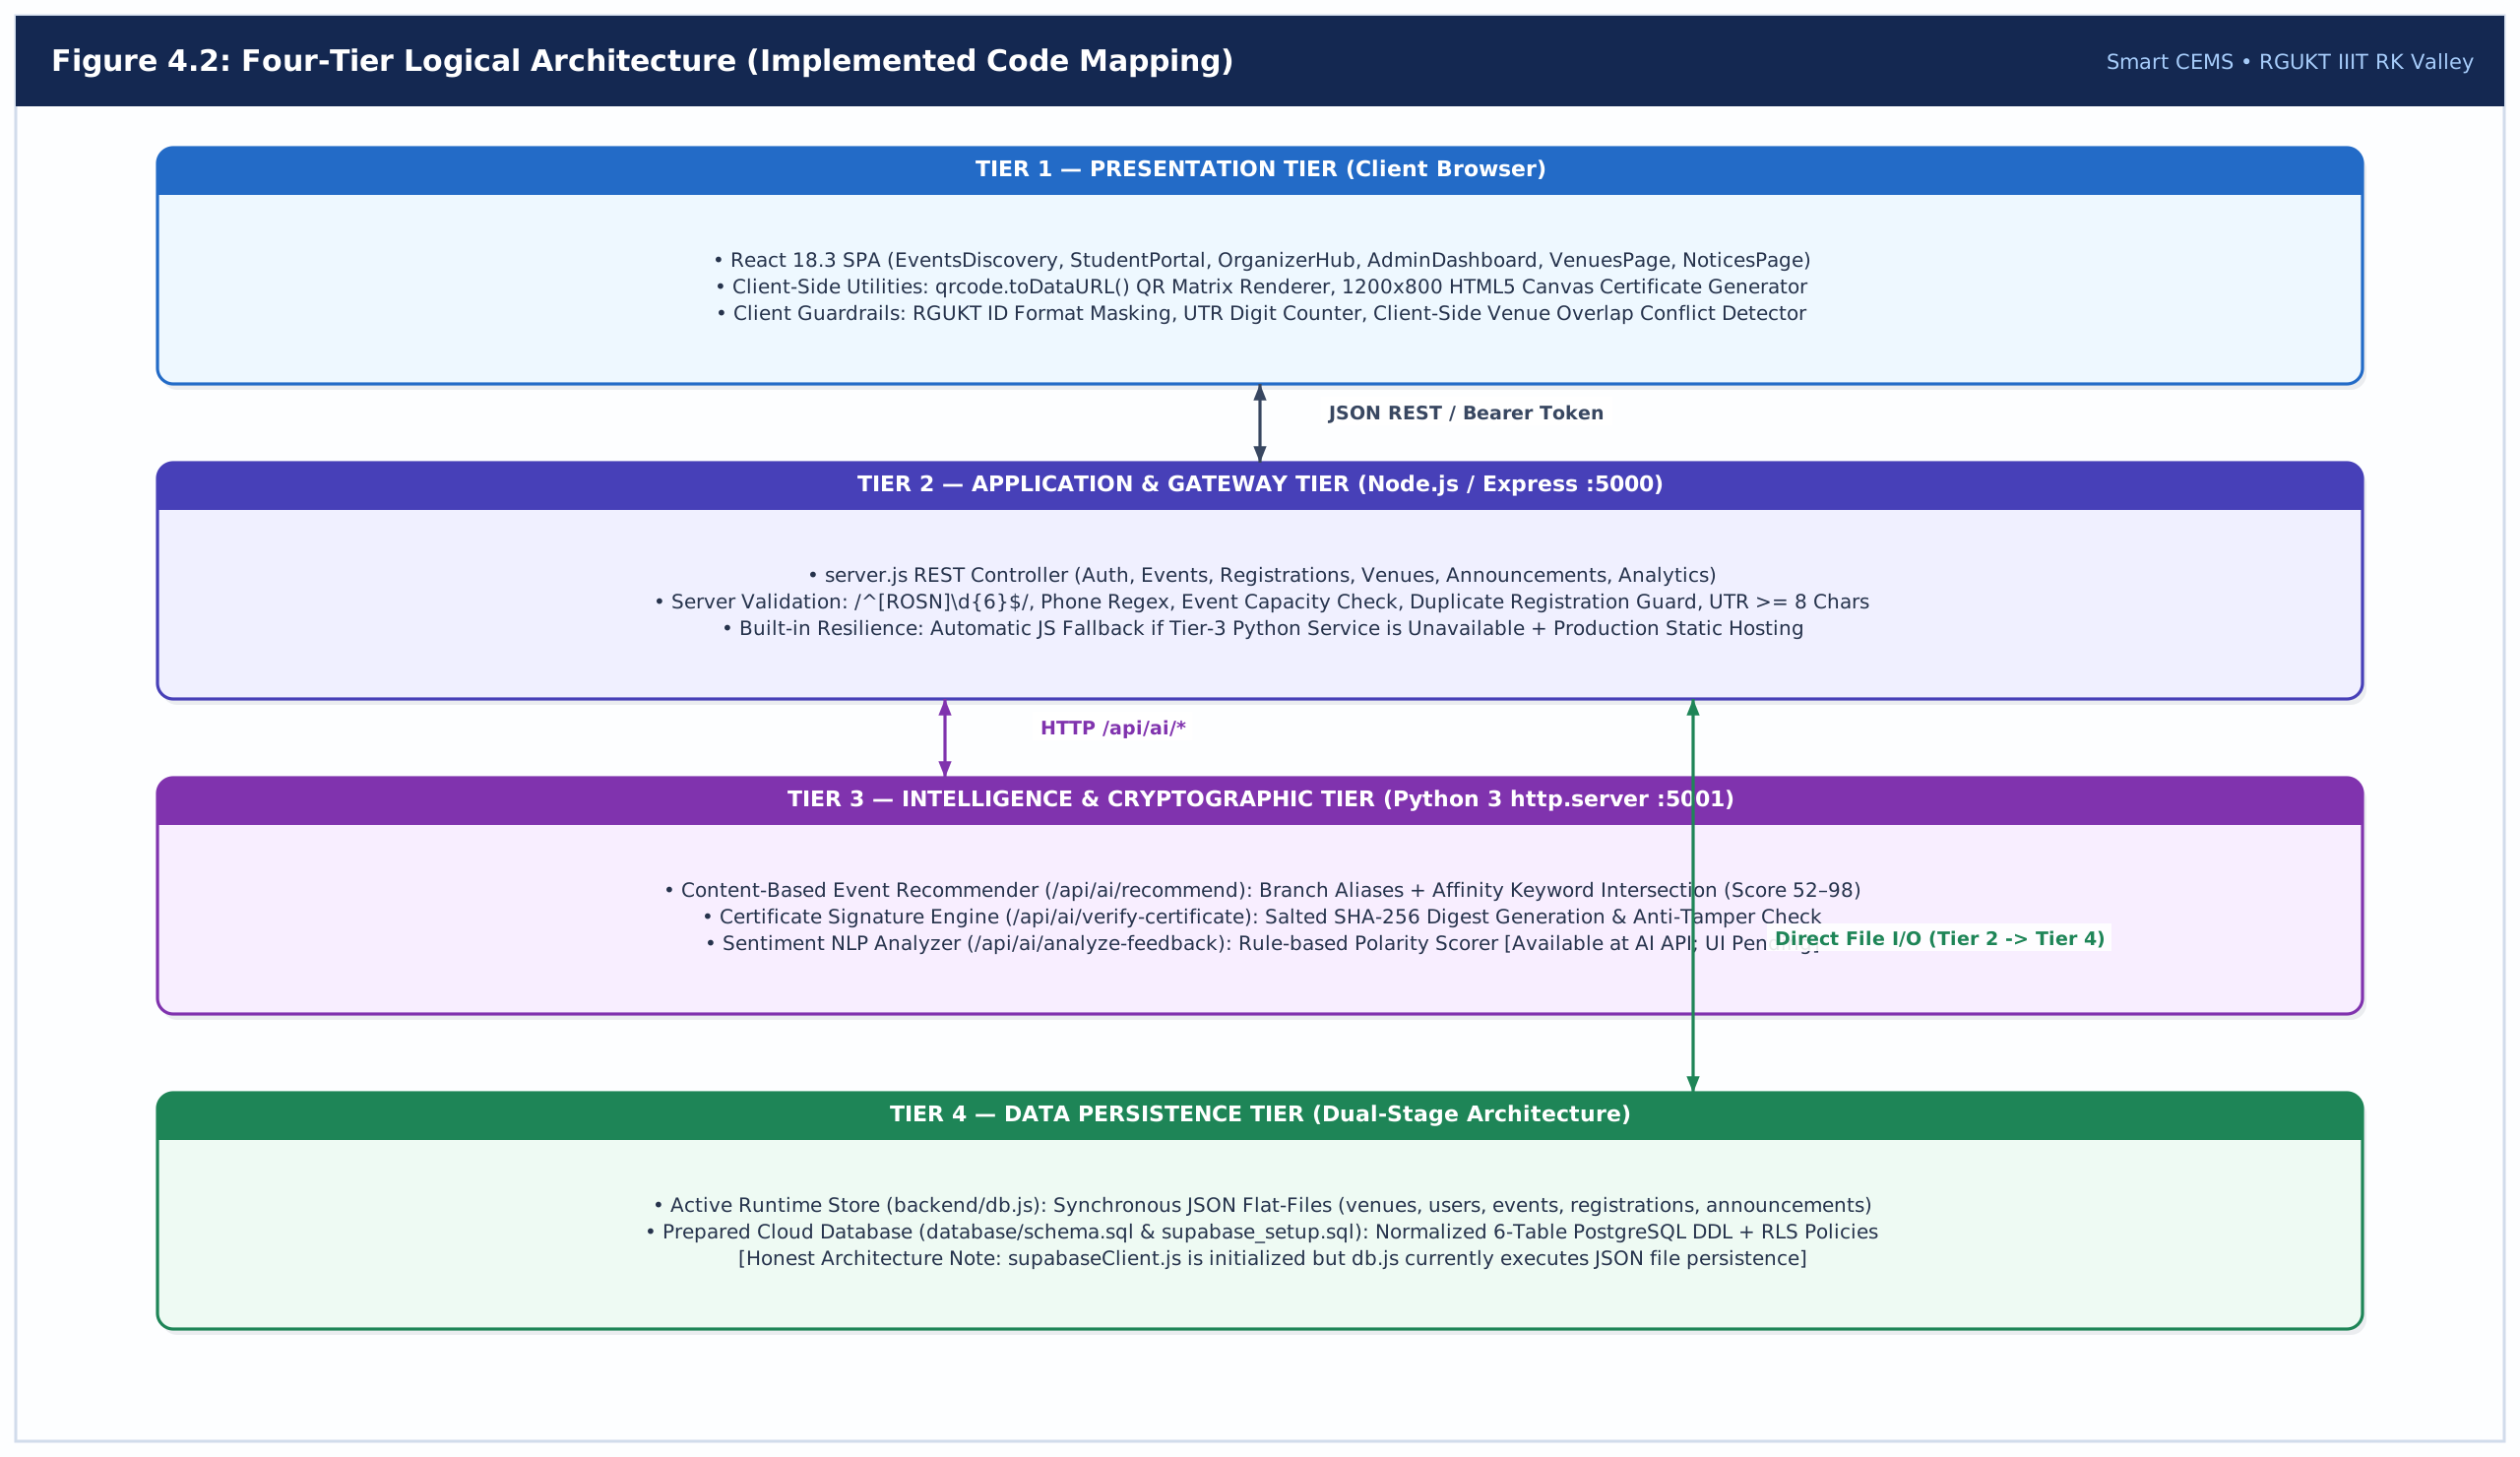 Figure 4.2: Four-Tier Logical Architecture (Implemented Code Mapping)
Smart CEMS • RGUKT IIIT RK Valley
TIER 1 — PRESENTATION TIER (Client Browser)
• React 18.3 SPA (EventsDiscovery, StudentPortal, OrganizerHub, AdminDashboard, VenuesPage, NoticesPage)
• Client-Side Utilities: qrcode.toDataURL() QR Matrix Renderer, 1200x800 HTML5 Canvas Certificate Generator
• Client Guardrails: RGUKT ID Format Masking, UTR Digit Counter, Client-Side Venue Overlap Conflict Detector
JSON REST / Bearer Token
TIER 2 — APPLICATION & GATEWAY TIER (Node.js / Express :5000)
• server.js REST Controller (Auth, Events, Registrations, Venues, Announcements, Analytics)
• Server Validation: /^[ROSN]\d{6}$/, Phone Regex, Event Capacity Check, Duplicate Registration Guard, UTR >= 8 Chars
• Built-in Resilience: Automatic JS Fallback if Tier-3 Python Service is Unavailable + Production Static Hosting
HTTP /api/ai/*
TIER 3 — INTELLIGENCE & CRYPTOGRAPHIC TIER (Python 3 http.server :5001)
• Content-Based Event Recommender (/api/ai/recommend): Branch Aliases + Affinity Keyword Intersection (Score 52–98)
• Certificate Signature Engine (/api/ai/verify-certificate): Salted SHA-256 Digest Generation & Anti-Tamper Check
• Sentiment NLP Analyzer (/api/ai/analyze-feedback): Rule-based Polarity Scorer [Available at AI API; UI
Direct File I/O (Tier 2 -> Tier 4)
TIER 4 — DATA PERSISTENCE TIER (Dual-Stage Architecture)
• Active Runtime Store (backend/db.js): Synchronous JSON Flat-Files (venues, users, events, registrations, announcements)
• Prepared Cloud Database (database/schema.sql & supabase_setup.sql): Normalized 6-Table PostgreSQL DDL + RLS Policies
[Honest Architecture Note: supabaseClient.js is initialized but db.js currently executes JSON file persistence]